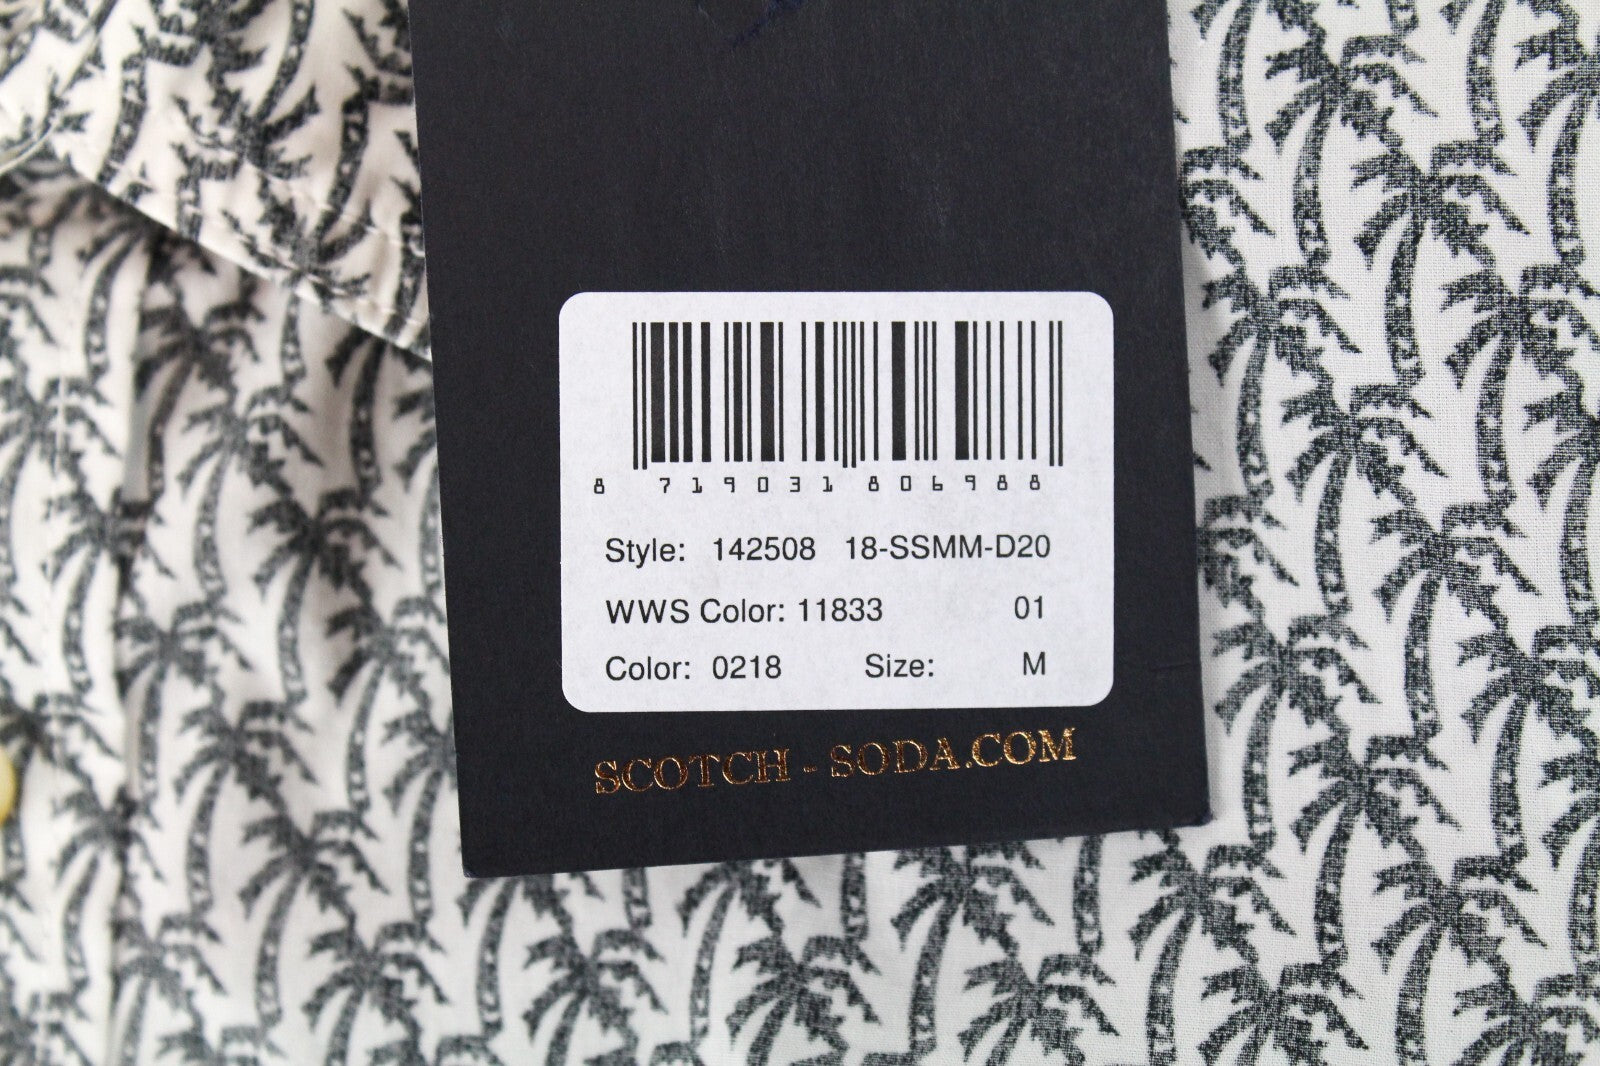 8 719031 806988
Style: 142508 18-SSMM-D20
WWS Color: 11833 01
Color: 0218 Size: M
SCOTCH - SODA.COM